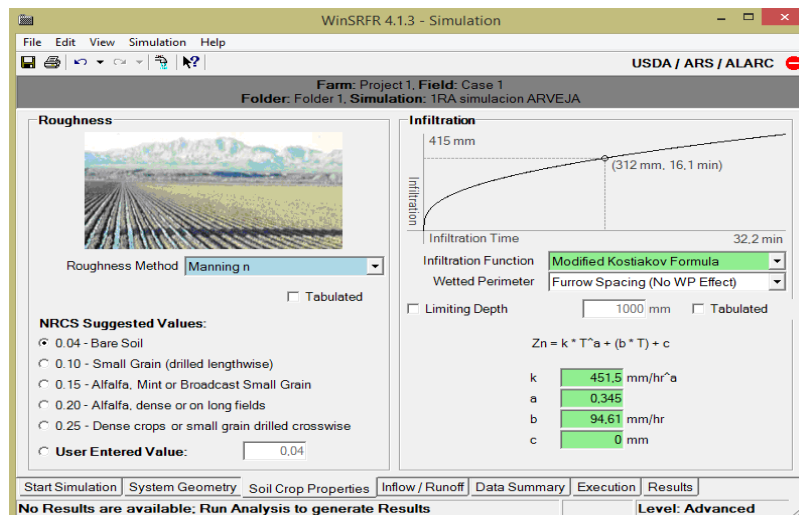 WinSRFR 4.1.3 - Simulation
File Edit View Simulation Help
USDA / ARS / ALARC
Farm: Project 1, Field: Case 1
Folder: Folder 1, Simulation: 1RA simulacion ARVEJA
Roughness
Roughness Method Manning n
Tabulated
NRCS Suggested Values:
0.04 - Bare Soil
0.10 - Small Grain (drilled lengthwise)
0.15 - Alfalfa, Mint or Broadcast Small Grain
0.20 - Alfalfa, dense or on long fields
0.25 - Dense crops or small grain drilled crosswise
User Entered Value: 0,04
Infiltration
415 mm
(312 mm, 16,1 min)
Infiltration
Infiltration Time 32,2 min
Infiltration Function Modified Kostiakov Formula
Wetted Perimeter Furrow Spacing (No WP Effect)
Limiting Depth 1000 mm Tabulated
Zn = k * T^a + (b * T) + c
k 451,5 mm/hr^a
a 0,345
b 94,61 mm/hr
c 0 mm
Start Simulation System Geometry Soil Crop Properties Inflow / Runoff Data Summary Execution Results
No Results are available; Run Analysis to generate Results Level: Advanced